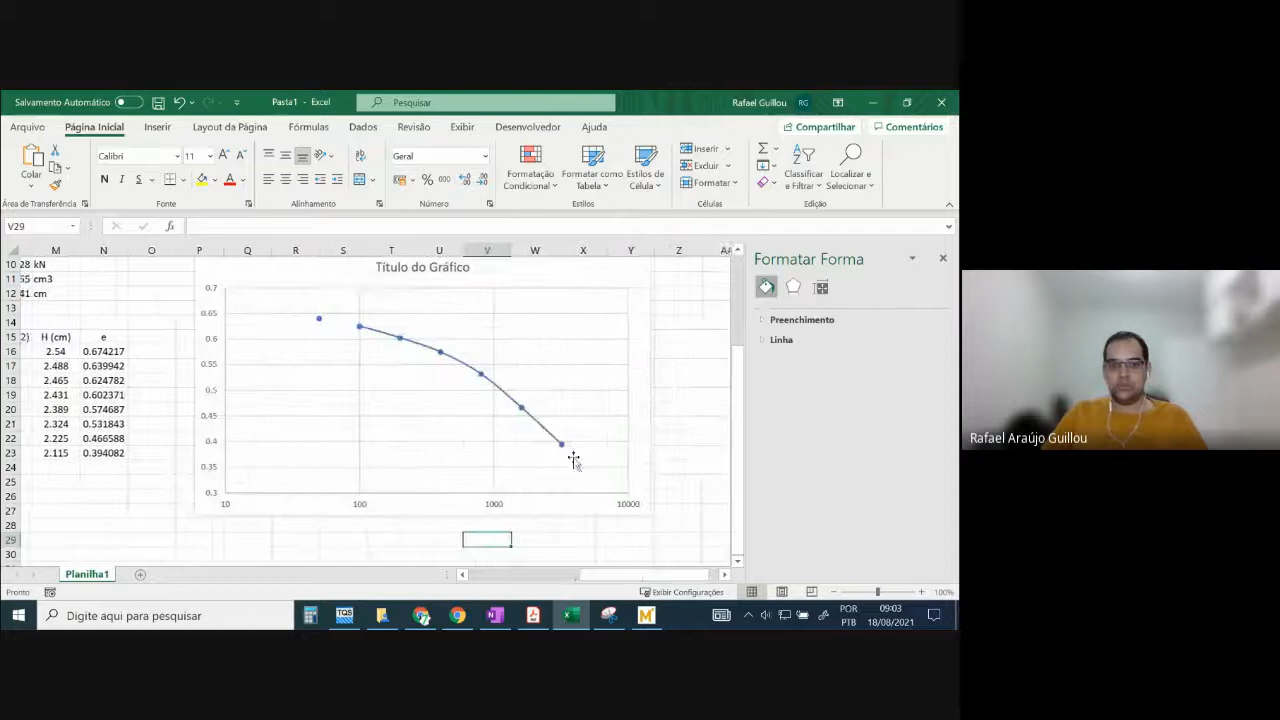 Salvamento Automático
Pasta1 - Excel
Pesquisar
Rafael Guillou
RG
Arquivo
Página Inicial
Inserir
Layout da Página
Fórmulas
Dados
Revisão
Exibir
Desenvolvedor
Ajuda
Compartilhar
Comentários
Colar
Calibri
11
N I S
Geral
% 000
Formatação Condicional
Formatar como Tabela
Estilos de Célula
Inserir
Excluir
Formatar
Classificar e Filtrar
Localizar e Selecionar
Área de Transferência
Fonte
Alinhamento
Número
Estilos
Células
Edição
V29
fx
M N O P Q R S T U V W X Y Z AA
10 28 kN
11 55 cm3
12 41 cm
13
14
15 2) H (cm) e
16 2.54 0.674217
17 2.488 0.639942
18 2.465 0.624782
19 2.431 0.602371
20 2.389 0.574687
21 2.324 0.531843
22 2.225 0.466588
23 2.115 0.394082
24
25
26
27
28
29
30
Título do Gráfico
0.7
0.65
0.6
0.55
0.5
0.45
0.4
0.35
0.3
10 100 1000 10000
Formatar Forma
Preenchimento
Linha
Planilha1
Pronto
Exibir Configurações
100%
Digite aqui para pesquisar
TQS
POR
PTB
09:03
18/08/2021
Rafael Araújo Guillou